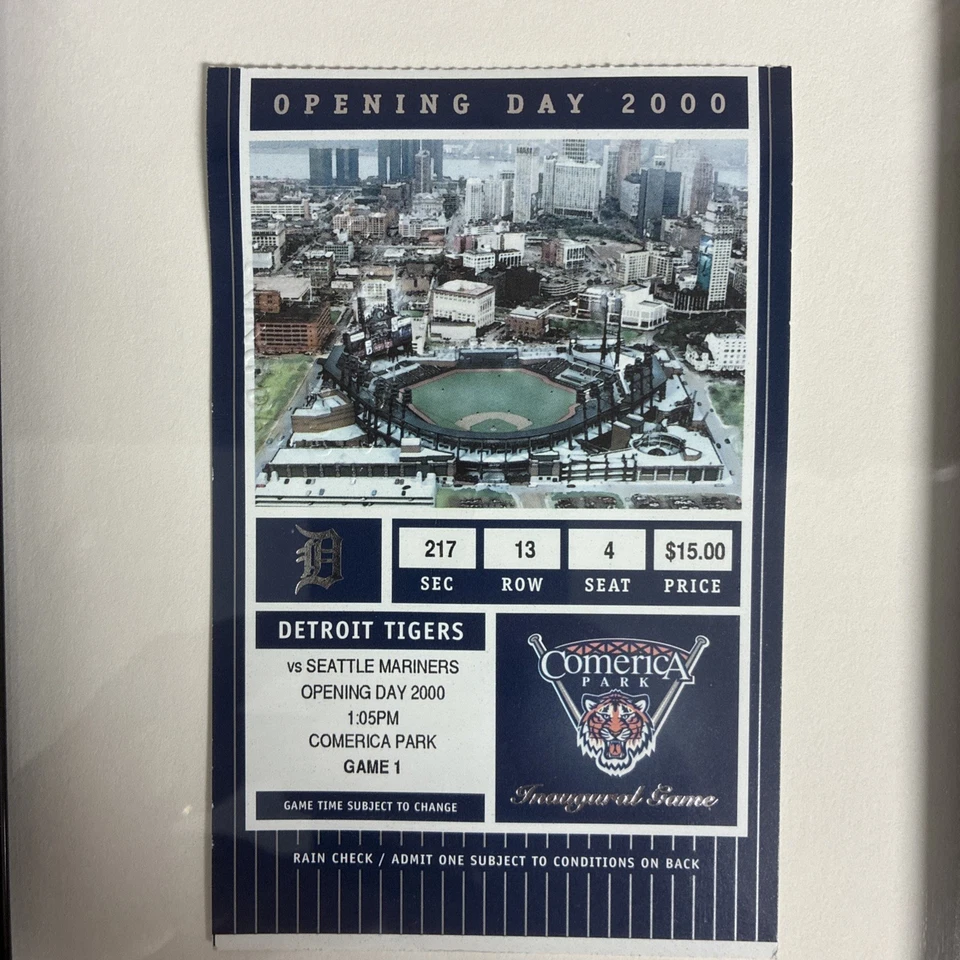 OPENING DAY 2000
217 13 4 $15.00
SEC ROW SEAT PRICE
DETROIT TIGERS
vs SEATTLE MARINERS
OPENING DAY 2000
1:05PM
COMERICA PARK
GAME 1
GAME TIME SUBJECT TO CHANGE
ComericA
PARK
Inaugural Game
RAIN CHECK / ADMIT ONE SUBJECT TO CONDITIONS ON BACK